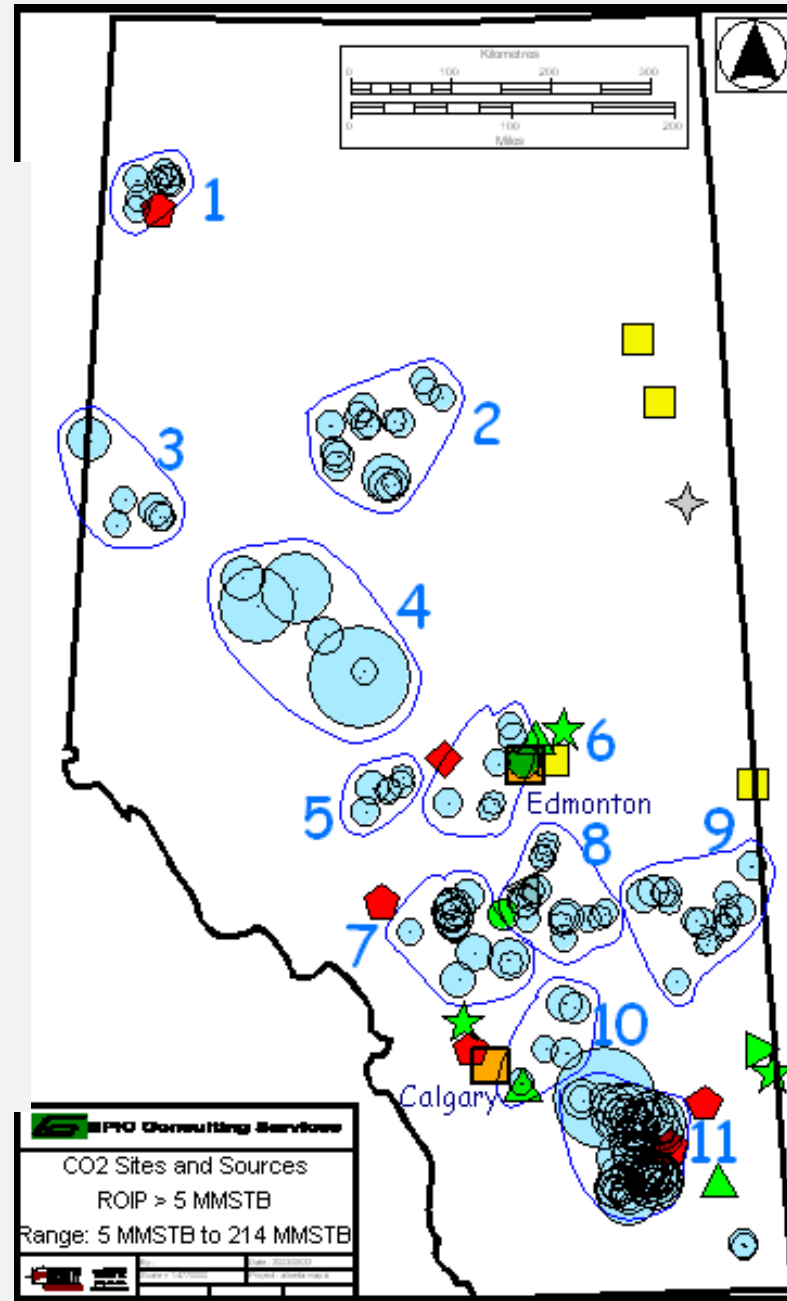 Kilometres
0 100 200 300
0 100 200
Miles
1
2
3
4
5
6
Edmonton
7
8
9
10
Calgary
11
EPIC Consulting Services
CO2 Sites and Sources
ROIP > 5 MMSTB
Range: 5 MMSTB to 214 MMSTB